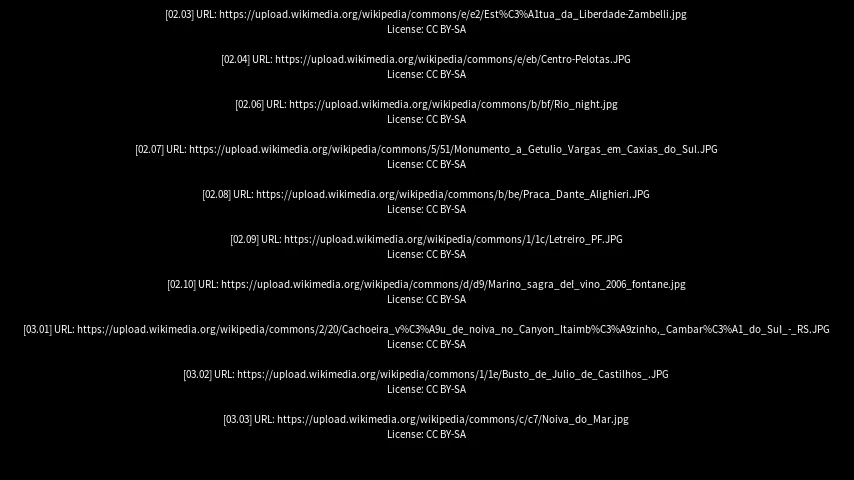 [02.03] URL: https://upload.wikimedia.org/wikipedia/commons/e/e2/Est%C3%A1tua_da_Liberdade-Zambelli.jpg
License: CC BY-SA
[02.04] URL: https://upload.wikimedia.org/wikipedia/commons/e/eb/Centro-Pelotas.JPG
License: CC BY-SA
[02.06] URL: https://upload.wikimedia.org/wikipedia/commons/b/bf/Rio_night.jpg
License: CC BY-SA
[02.07] URL: https://upload.wikimedia.org/wikipedia/commons/5/51/Monumento_a_Getulio_Vargas_em_Caxias_do_Sul.JPG
License: CC BY-SA
[02.08] URL: https://upload.wikimedia.org/wikipedia/commons/b/be/Praca_Dante_Alighieri.JPG
License: CC BY-SA
[02.09] URL: https://upload.wikimedia.org/wikipedia/commons/1/1c/Letreiro_PF.JPG
License: CC BY-SA
[02.10] URL: https://upload.wikimedia.org/wikipedia/commons/d/d9/Marino_sagra_del_vino_2006_fontane.jpg
License: CC BY-SA
[03.01] URL: https://upload.wikimedia.org/wikipedia/commons/2/20/Cachoeira_v%C3%A9u_de_noiva_no_Canyon_Itaimb%C3%A9zinho,_Cambar%C3%A1_do_Sul_-_RS.JPG
License: CC BY-SA
[03.02] URL: https://upload.wikimedia.org/wikipedia/commons/1/1e/Busto_de_Julio_de_Castilhos_.JPG
License: CC BY-SA
[03.03] URL: https://upload.wikimedia.org/wikipedia/commons/c/c7/Noiva_do_Mar.jpg
License: CC BY-SA